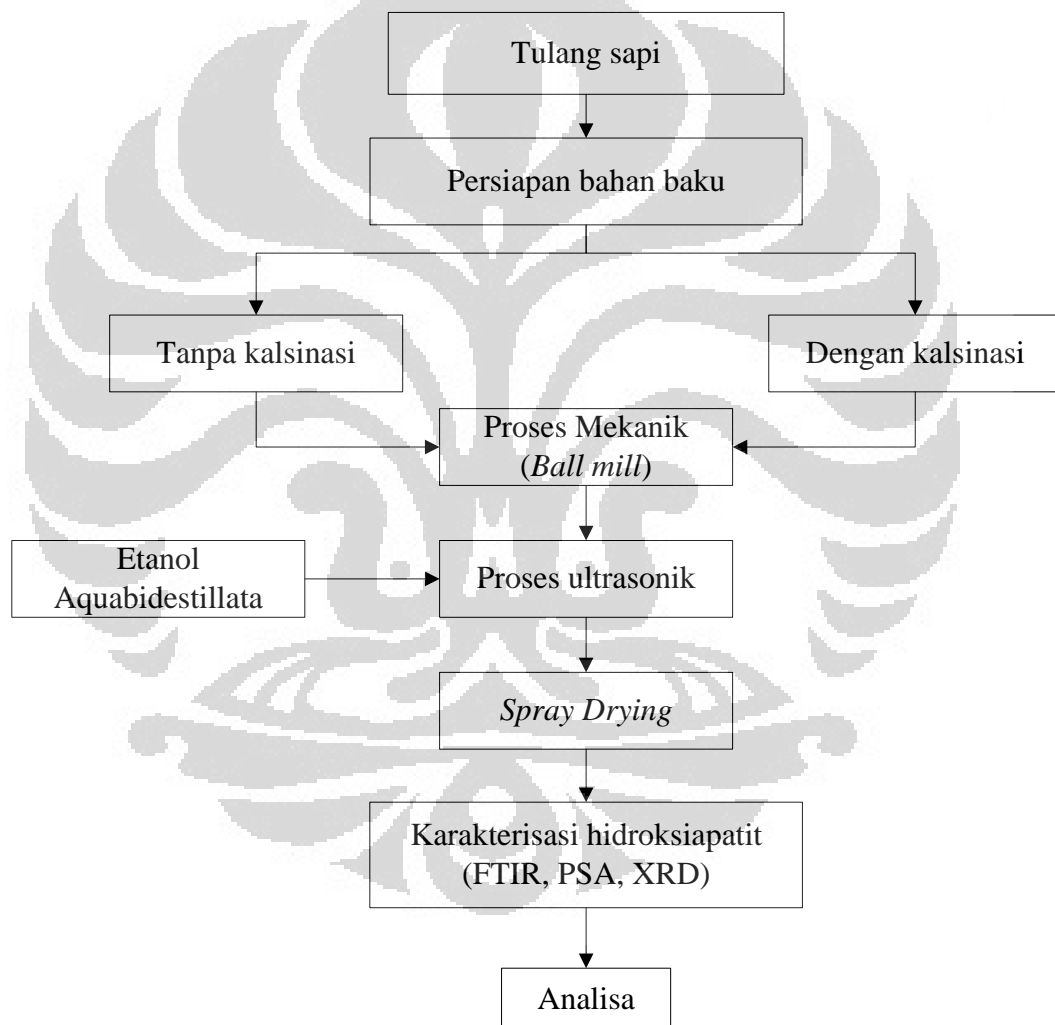 Tulang sapi
Persiapan bahan baku
Tanpa kalsinasi
Dengan kalsinasi
Proses Mekanik
(Ball mill)
Etanol
Aquabidestillata
Proses ultrasonik
Spray Drying
Karakterisasi hidroksiapatit
(FTIR, PSA, XRD)
Analisa